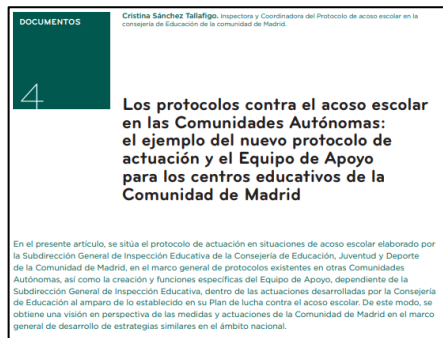 DOCUMENTOS
4
Cristina Sánchez Tallafigo. Inspectora y Coordinadora del Protocolo de acoso escolar en la
consejería de Educación de la comunidad de Madrid.
Los protocolos contra el acoso escolar
en las Comunidades Autónomas:
el ejemplo del nuevo protocolo de
actuación y el Equipo de Apoyo
para los centros educativos de la
Comunidad de Madrid
En el presente artículo, se sitúa el protocolo de actuación en situaciones de acoso escolar elaborado por
la Subdirección General de Inspección Educativa de la Consejería de Educación, Juventud y Deporte
de la Comunidad de Madrid, en el marco general de protocolos existentes en otras Comunidades
Autónomas, así como la creación y funciones específicas del Equipo de Apoyo, dependiente de la
Subdirección General de Inspección Educativa, dentro de las actuaciones desarrolladas por la Consejería
de Educación al amparo de lo establecido en su Plan de lucha contra el acoso escolar. De este modo, se
obtiene una visión en perspectiva de las medidas y actuaciones de la Comunidad de Madrid en el marco
general de desarrollo de estrategias similares en el ámbito nacional.